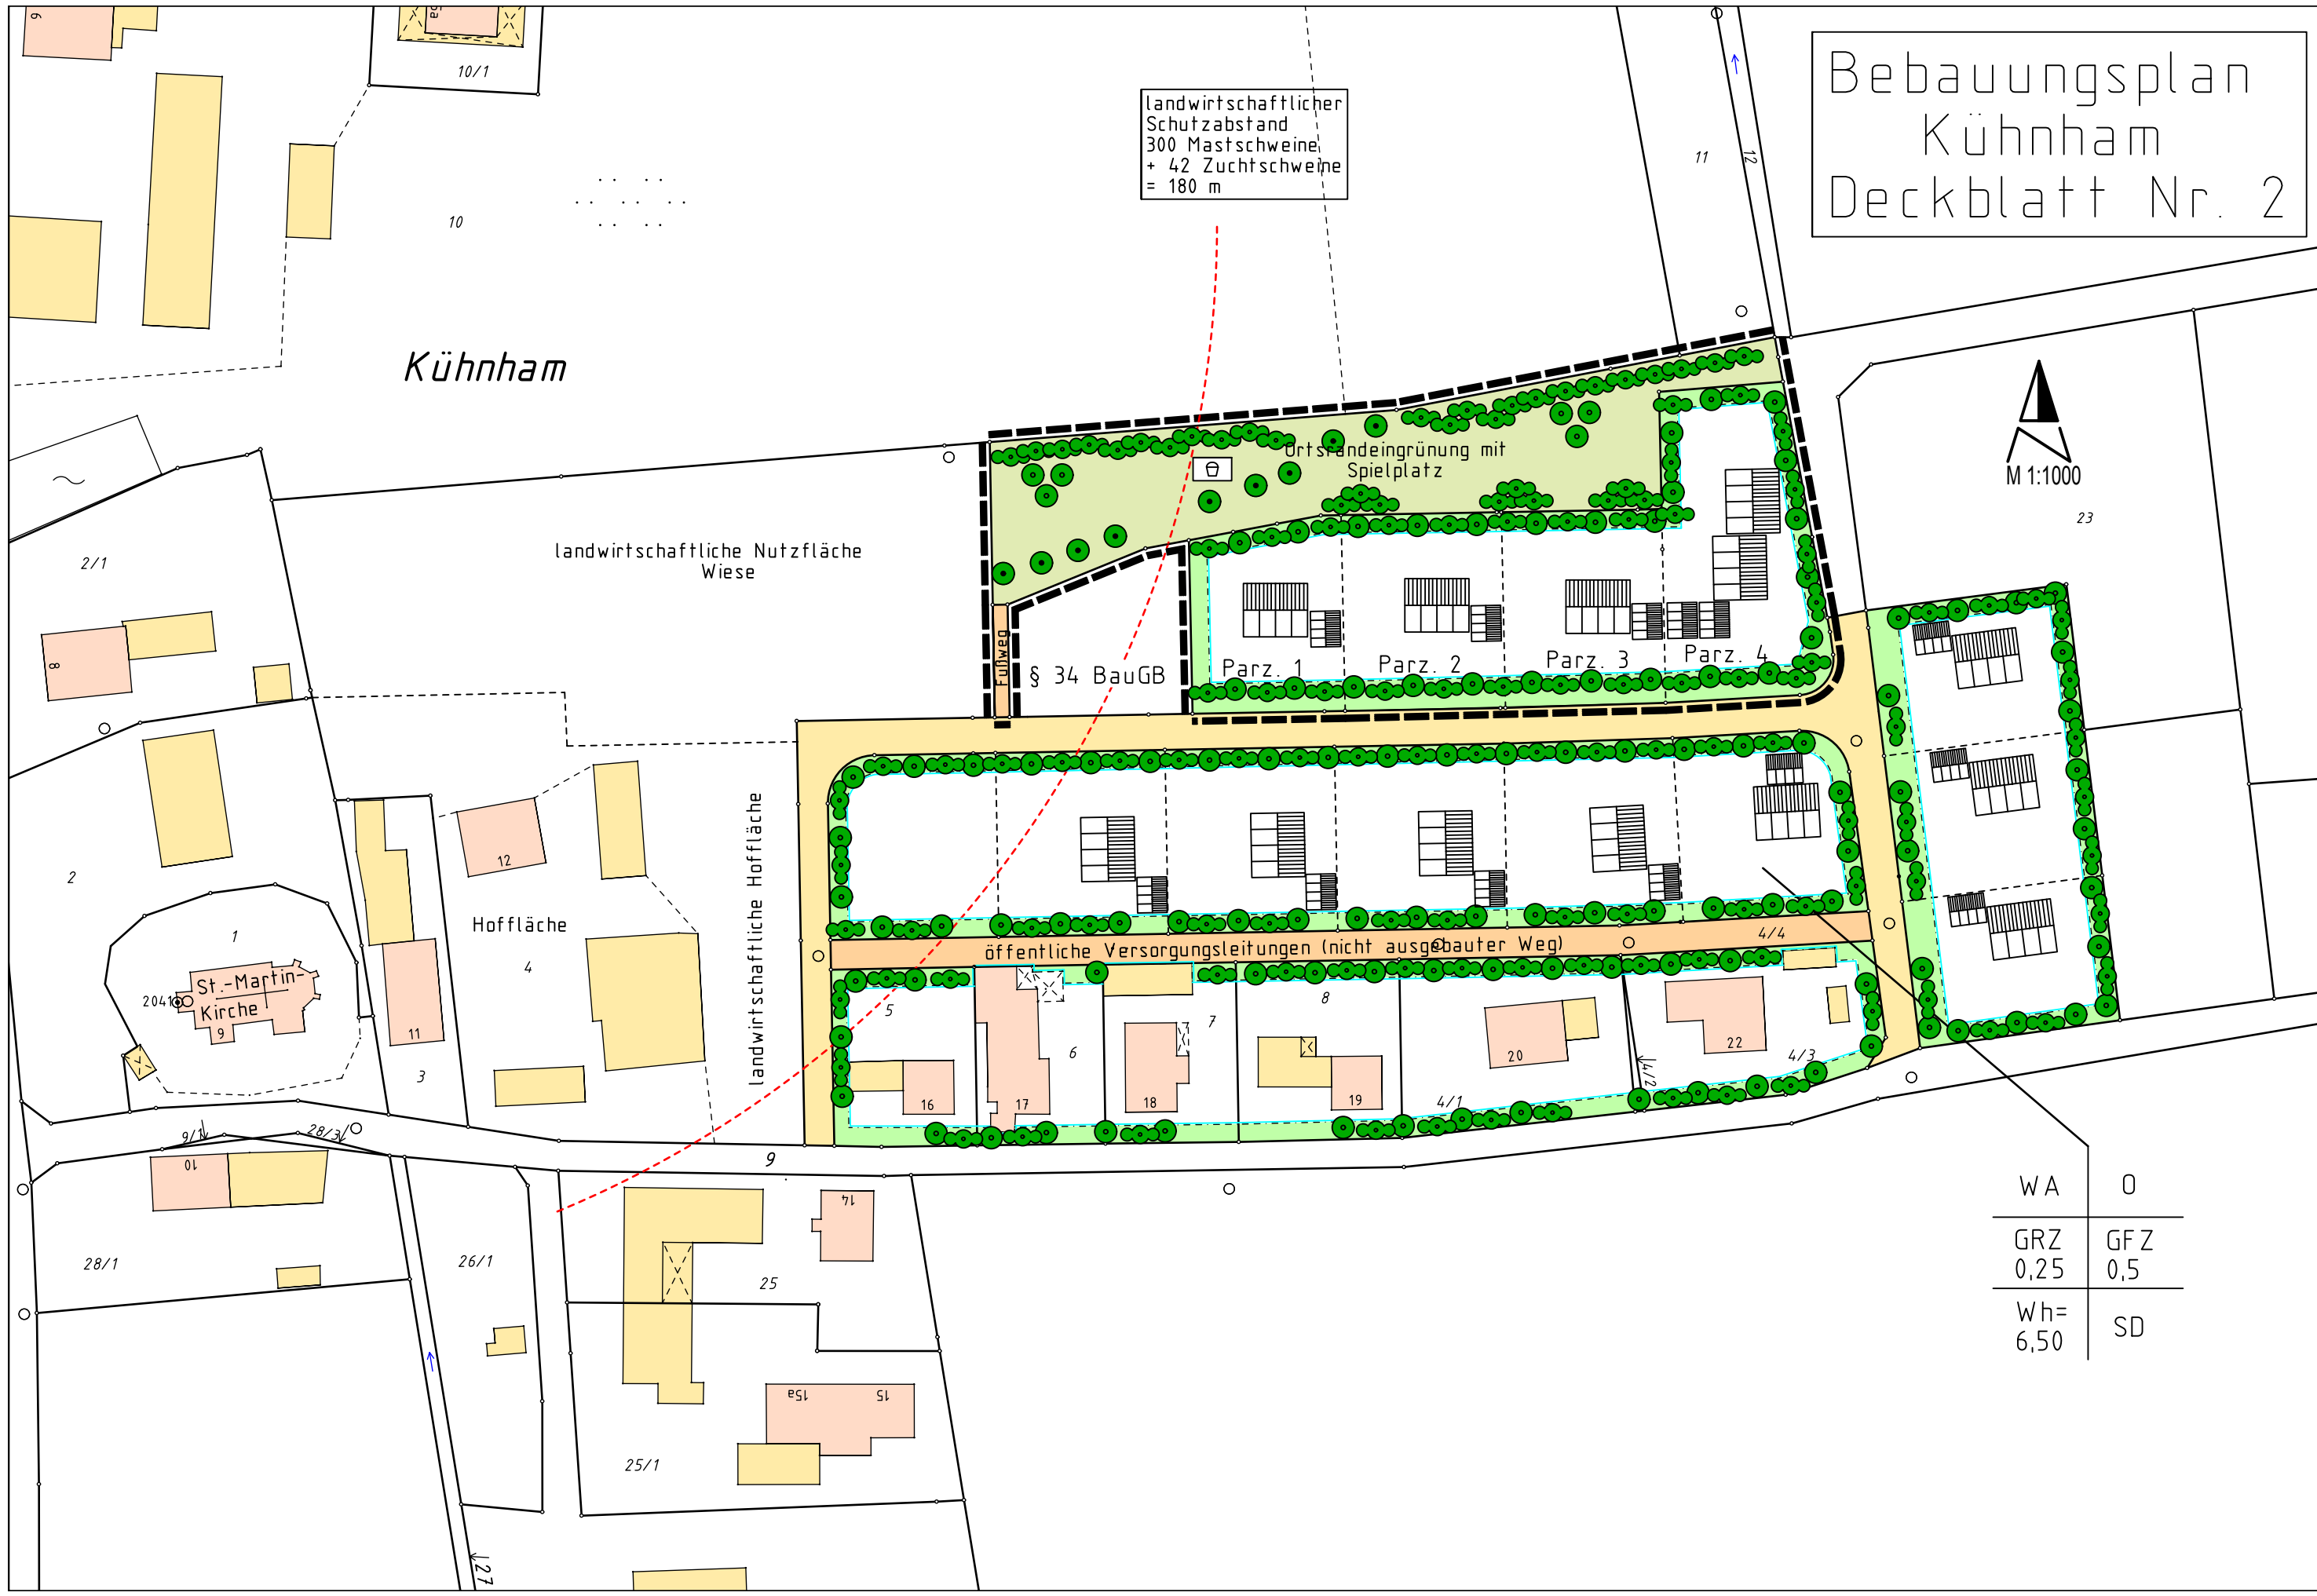 Bebauungsplan
Kühnham
Deckblatt Nr. 2
landwirtschaftlicher
Schutzabstand
300 Mastschweine
+ 42 Zuchtschweine
= 180 m
6
10/1
10
11
12
Kühnham
M 1:1000
23
Ortsrandeingrünung mit
Spielplatz
landwirtschaftliche Nutzfläche
Wiese
2/1
8
Fußweg
§ 34 BauGB
Parz. 1
Parz. 2
Parz. 3
Parz. 4
2
12
Hoffläche
4
landwirtschaftliche Hoffläche
1
St.-Martin-
Kirche
2041
9
11
3
öffentliche Versorgungsleitungen (nicht ausgebauter Weg)
4/4
5
6
7
8
16
17
18
19
20
22
4/1
4/2
4/3
9/1
28/3
10
9
28/1
26/1
25
14
15a
15
25/1
27
WA
O
GRZ
0,25
GFZ
0,5
Wh=
6,50
SD